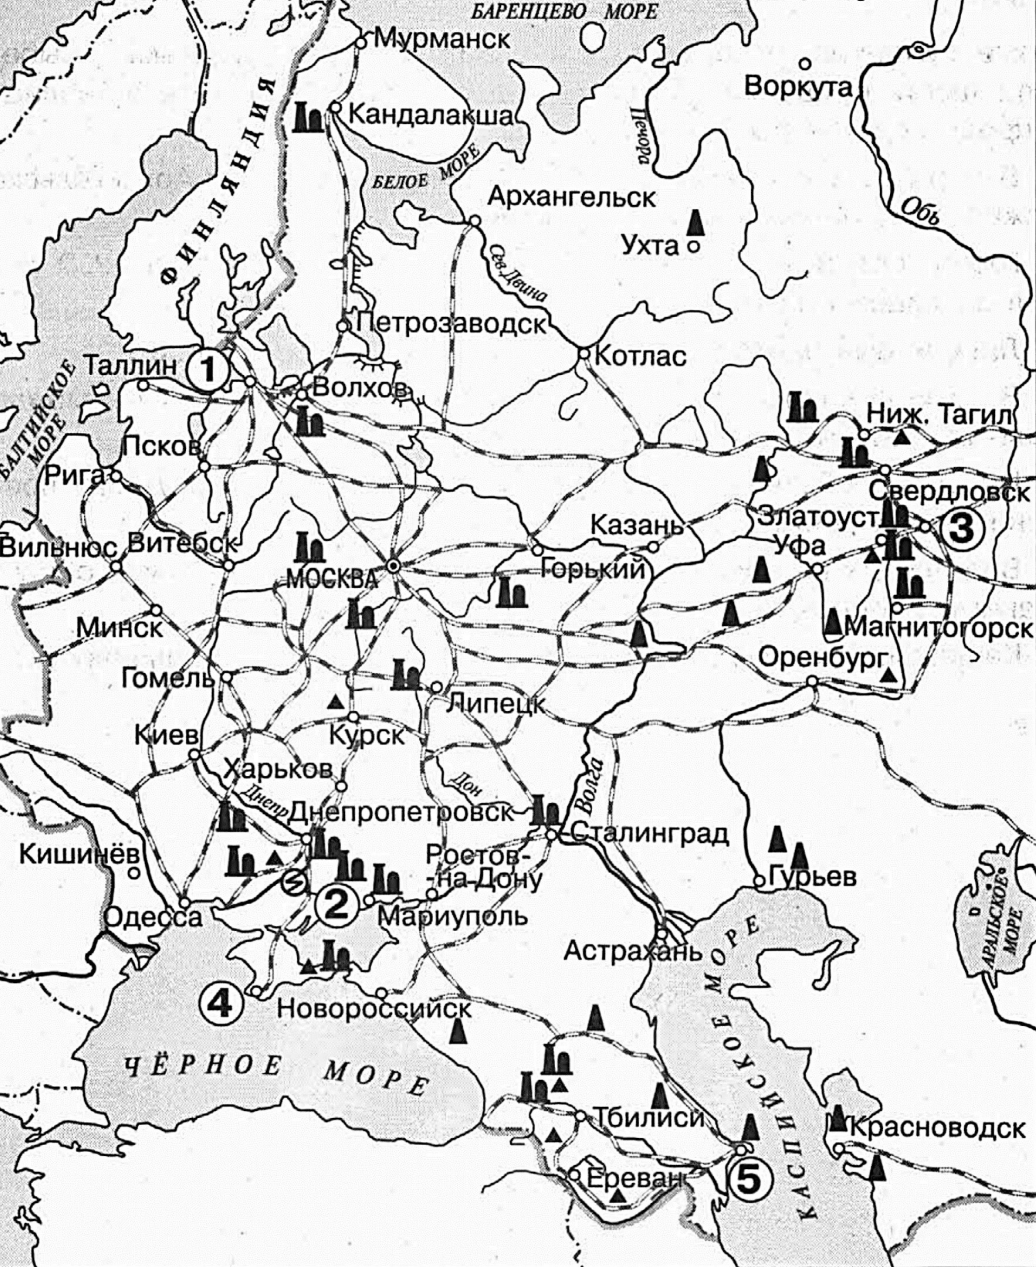 БАРЕНЦЕВО МОРЕ
Мурманск
Воркута
Кандалакша
Печора
ФИНЛЯНДИЯ
БЕЛОЕ МОРЕ
Архангельск
Обь
Ухта
Сев. Двина
Петрозаводск
Котлас
Таллин
1
Волхов
БАЛТИЙСКОЕ
МОРЕ
Ниж. Тагил
Псков
Рига
Свердловск
Казань
Златоуст
3
Вильнюс
Витебск
Уфа
МОСКВА
Горький
Минск
Магнитогорск
Оренбург
Гомель
Липецк
Киев
Курск
Харьков
Дон
Волга
Днепр
Днепропетровск
Сталинград
Кишинёв
Ростов-
-на-Дону
Гурьев
2
Одесса
Мариуполь
АРАЛЬСКОЕ
МОРЕ
Астрахань
4
Новороссийск
ЧЁРНОЕ МОРЕ
КАСПИЙСКОЕ МОРЕ
Тбилиси
Красноводск
Ереван
5